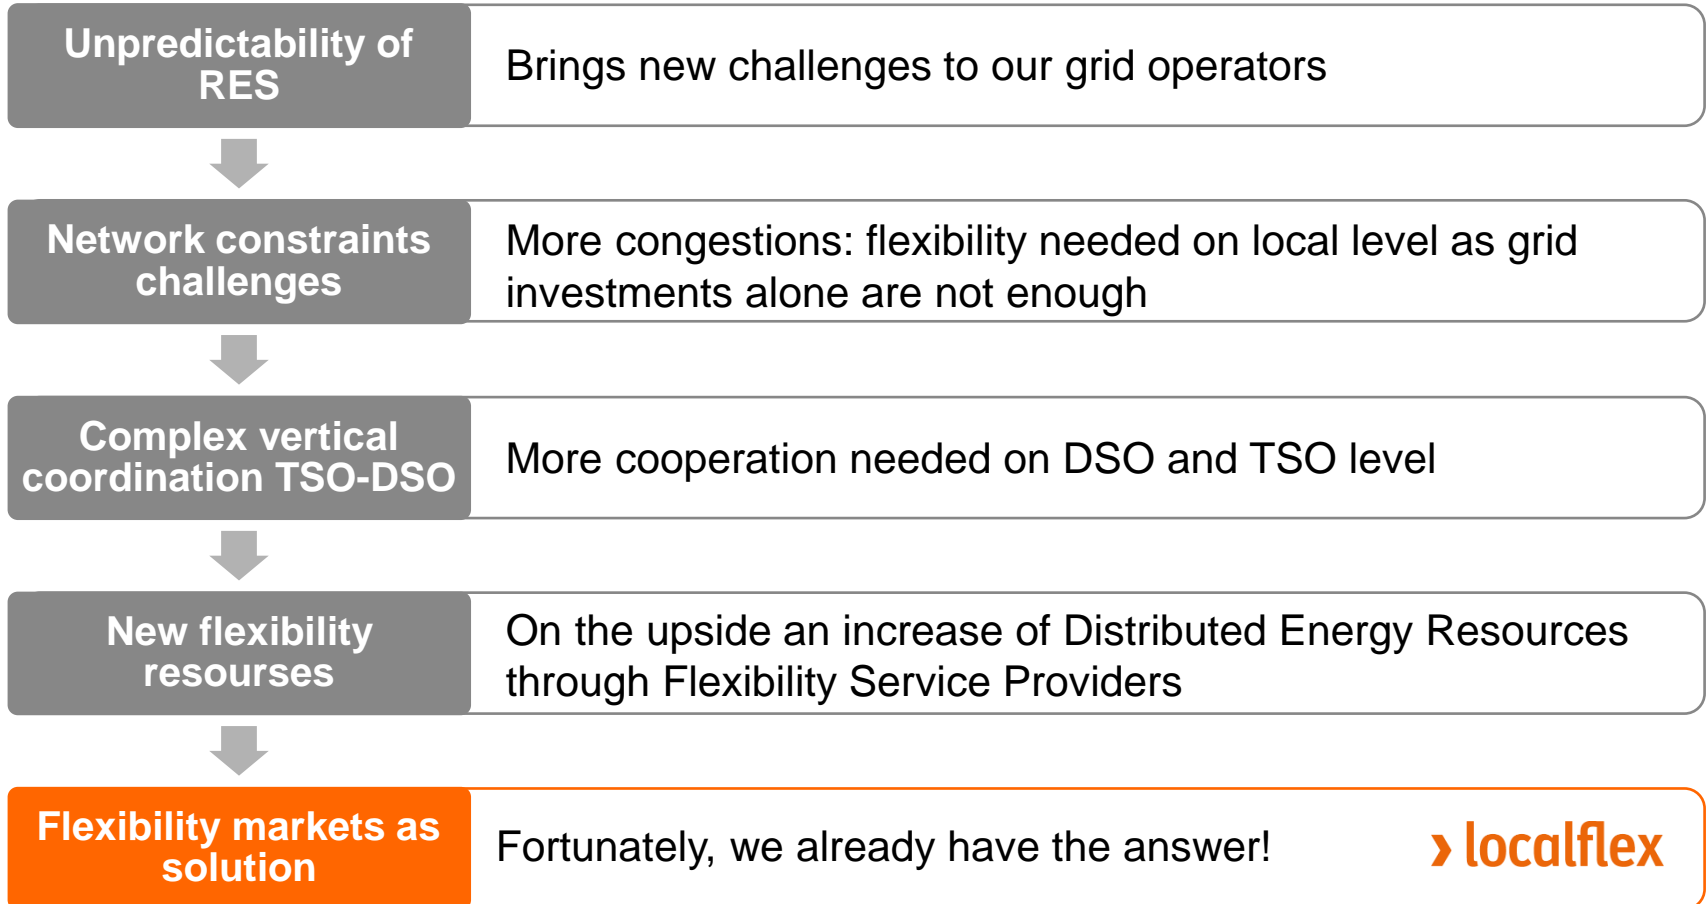 Unpredictability of
RES
Brings new challenges to our grid operators
Network constraints
challenges
More congestions: flexibility needed on local level as grid
investments alone are not enough
Complex vertical
coordination TSO-DSO
More cooperation needed on DSO and TSO level
New flexibility
resourses
On the upside an increase of Distributed Energy Resources
through Flexibility Service Providers
Flexibility markets as
solution
Fortunately, we already have the answer!
localflex